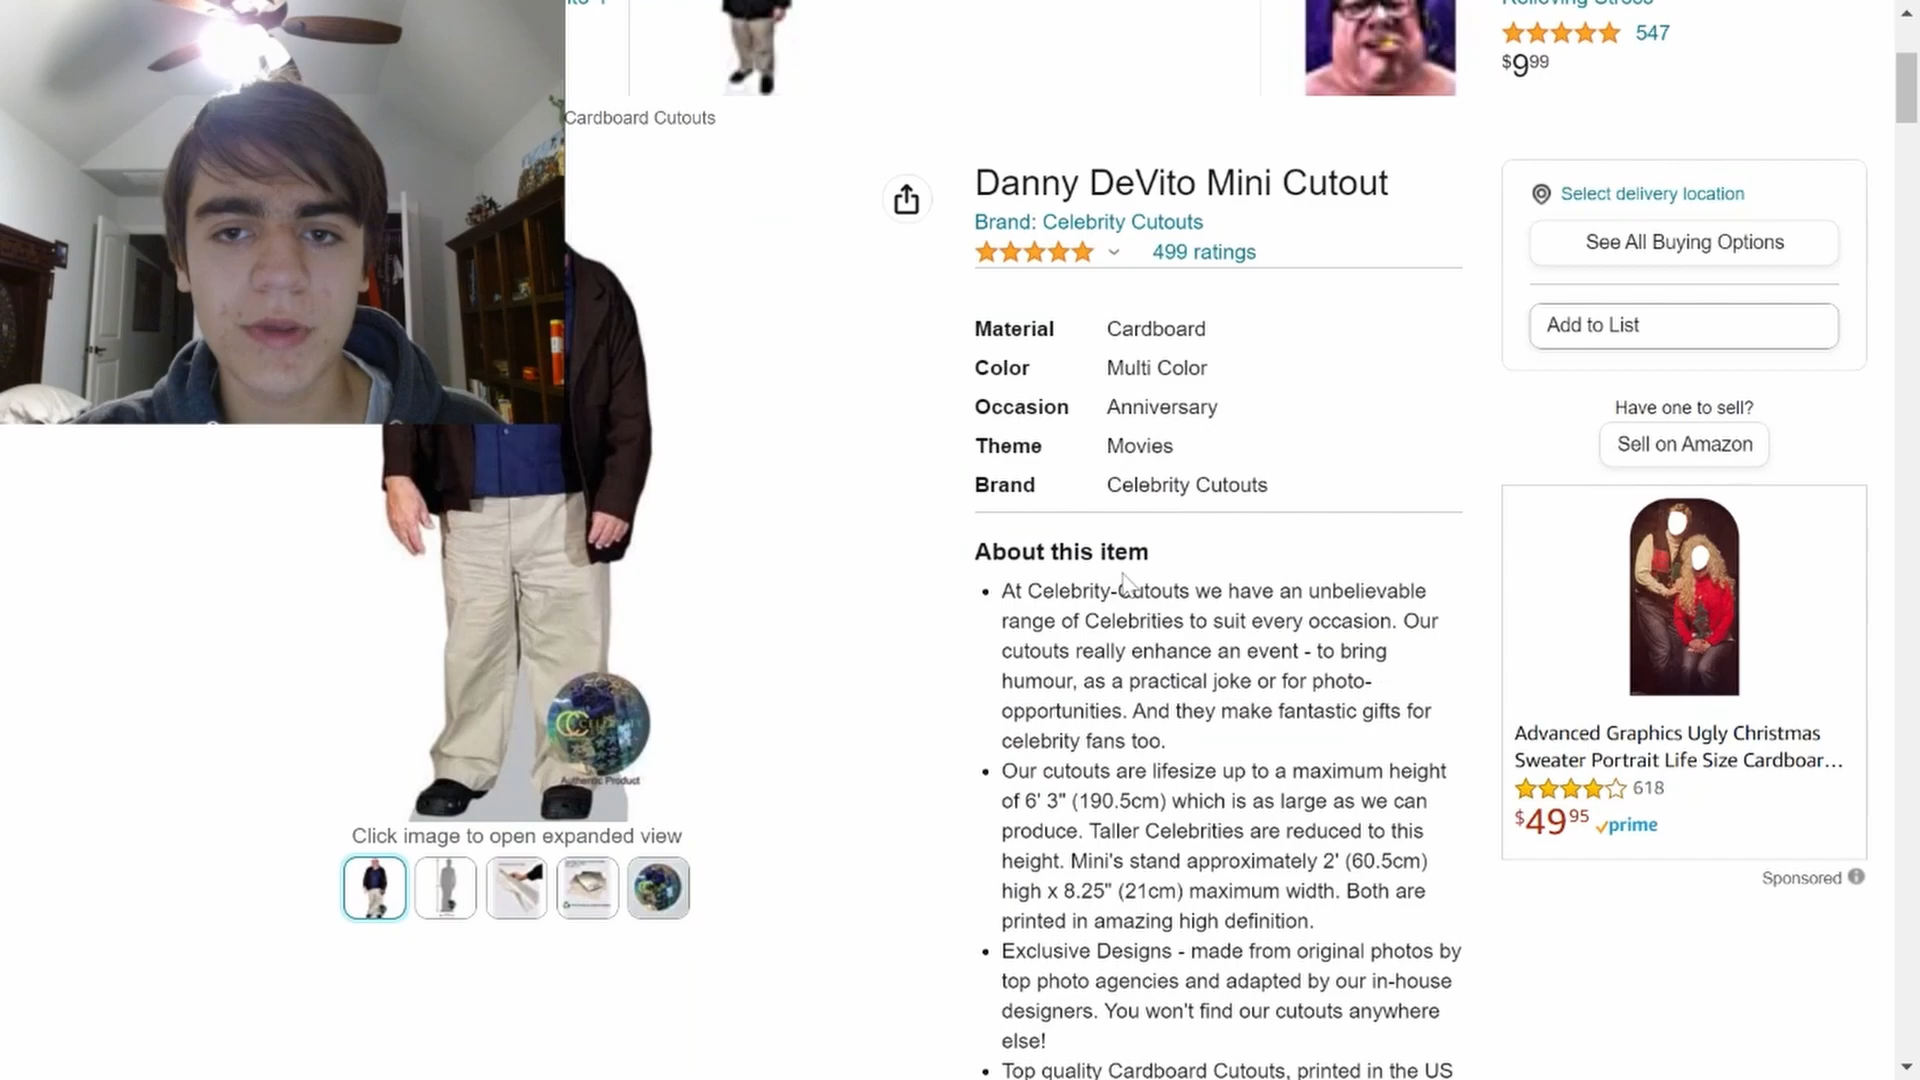 Cardboard Cutouts
547
$999
Danny DeVito Mini Cutout
Brand: Celebrity Cutouts
499 ratings
Material Cardboard
Color Multi Color
Occasion Anniversary
Theme Movies
Brand Celebrity Cutouts
About this item
• At Celebrity-Cutouts we have an unbelievable
range of Celebrities to suit every occasion. Our
cutouts really enhance an event - to bring
humour, as a practical joke or for photo-
opportunities. And they make fantastic gifts for
celebrity fans too.
• Our cutouts are lifesize up to a maximum height
of 6' 3" (190.5cm) which is as large as we can
produce. Taller Celebrities are reduced to this
height. Mini's stand approximately 2' (60.5cm)
high x 8.25" (21cm) maximum width. Both are
printed in amazing high definition.
• Exclusive Designs - made from original photos by
top photo agencies and adapted by our in-house
designers. You won't find our cutouts anywhere
else!
• Top quality Cardboard Cutouts, printed in the US
Select delivery location
See All Buying Options
Add to List
Have one to sell?
Sell on Amazon
Advanced Graphics Ugly Christmas
Sweater Portrait Life Size Cardboar...
618
$4995 prime
Sponsored
Authentic Product
Click image to open expanded view